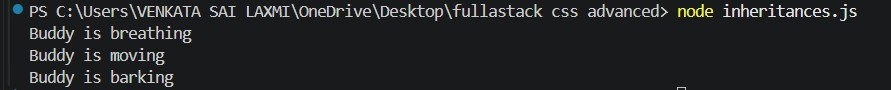 PS C:\Users\VENKATA SAI LAXMI\OneDrive\Desktop\fullastack css advanced> node inheritances.js
Buddy is breathing
Buddy is moving
Buddy is barking